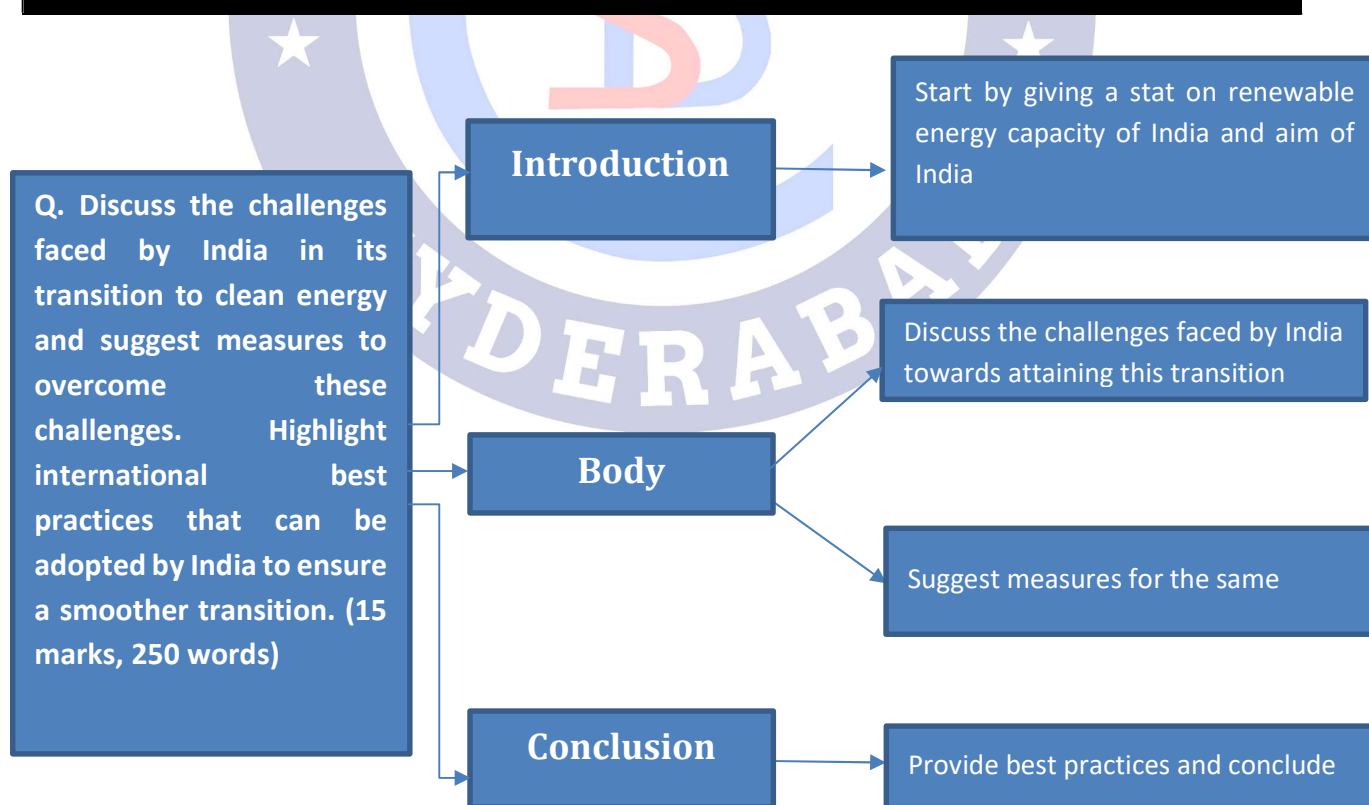 Q. Discuss the challenges
faced by India in its
transition to clean energy
and suggest measures to
overcome these
challenges. Highlight
international best
practices that can be
adopted by India to ensure
a smoother transition. (15
marks, 250 words)
Introduction
Start by giving a stat on renewable
energy capacity of India and aim of
India
Body
Discuss the challenges faced by India
towards attaining this transition
Suggest measures for the same
Conclusion
Provide best practices and conclude